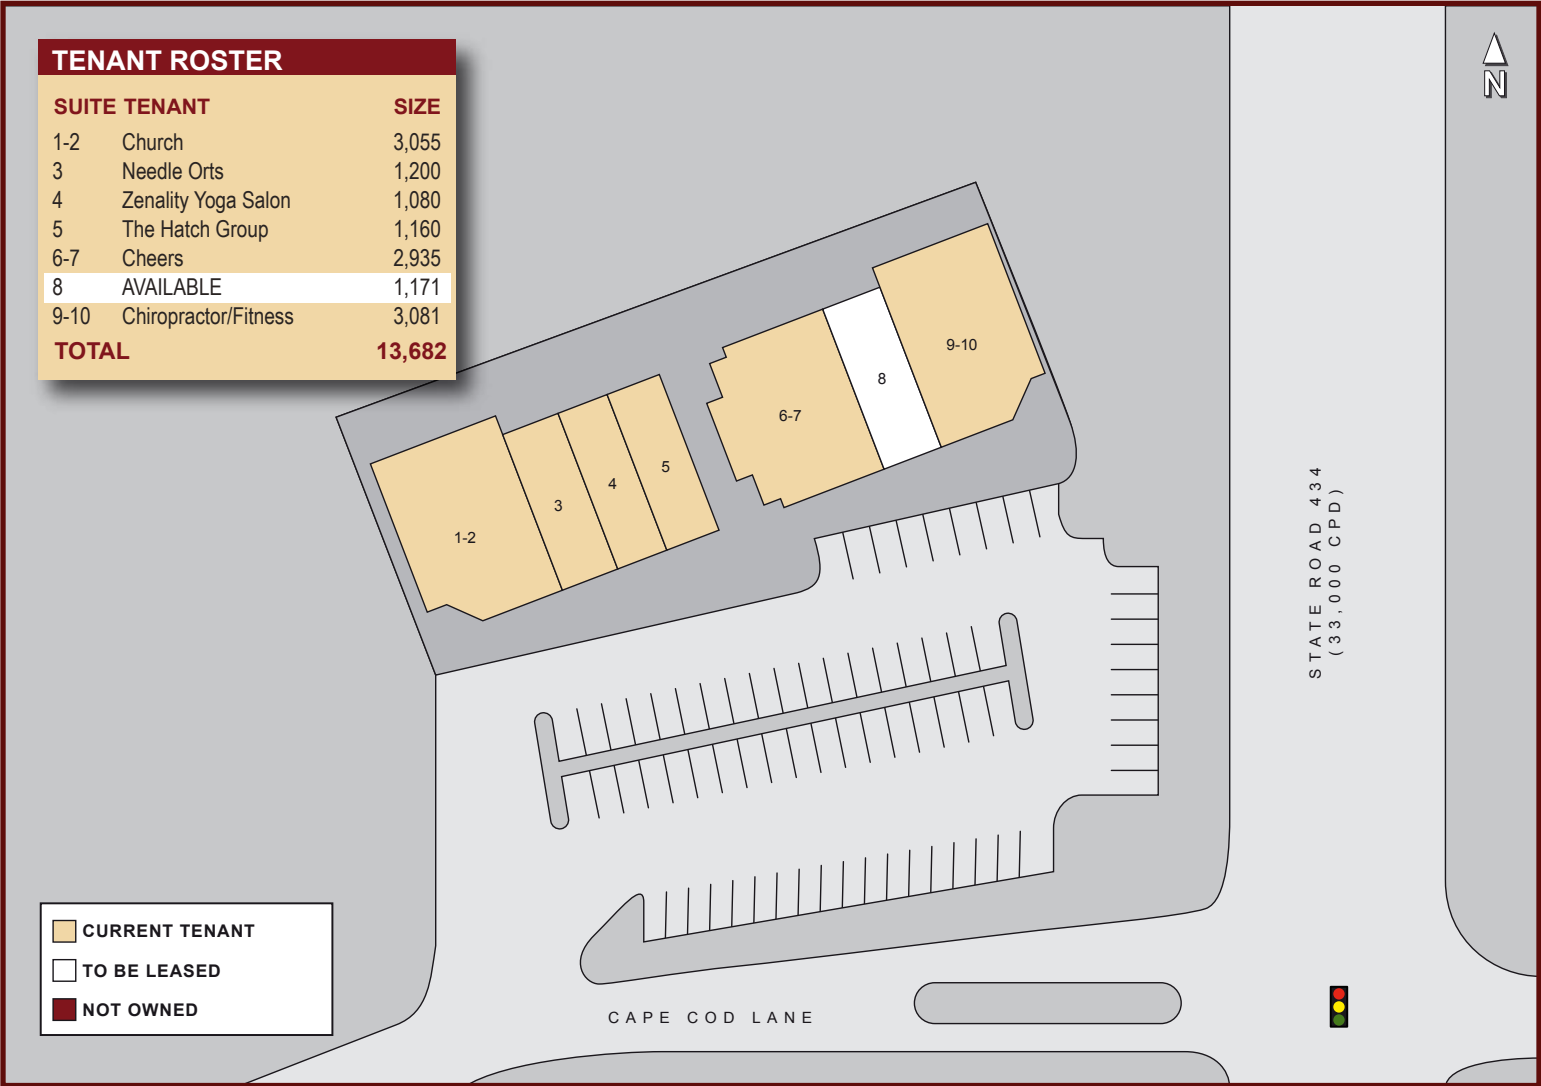 TENANT ROSTER
SUITE TENANT SIZE
1-2 Church 3,055
3 Needle Orts 1,200
4 Zenality Yoga Salon 1,080
5 The Hatch Group 1,160
6-7 Cheers 2,935
8 AVAILABLE 1,171
9-10 Chiropractor/Fitness 3,081
TOTAL 13,682
N
9-10
8
6-7
5
4
3
1-2
STATE ROAD 434
(33,000 CPD)
CURRENT TENANT
TO BE LEASED
NOT OWNED
CAPE COD LANE